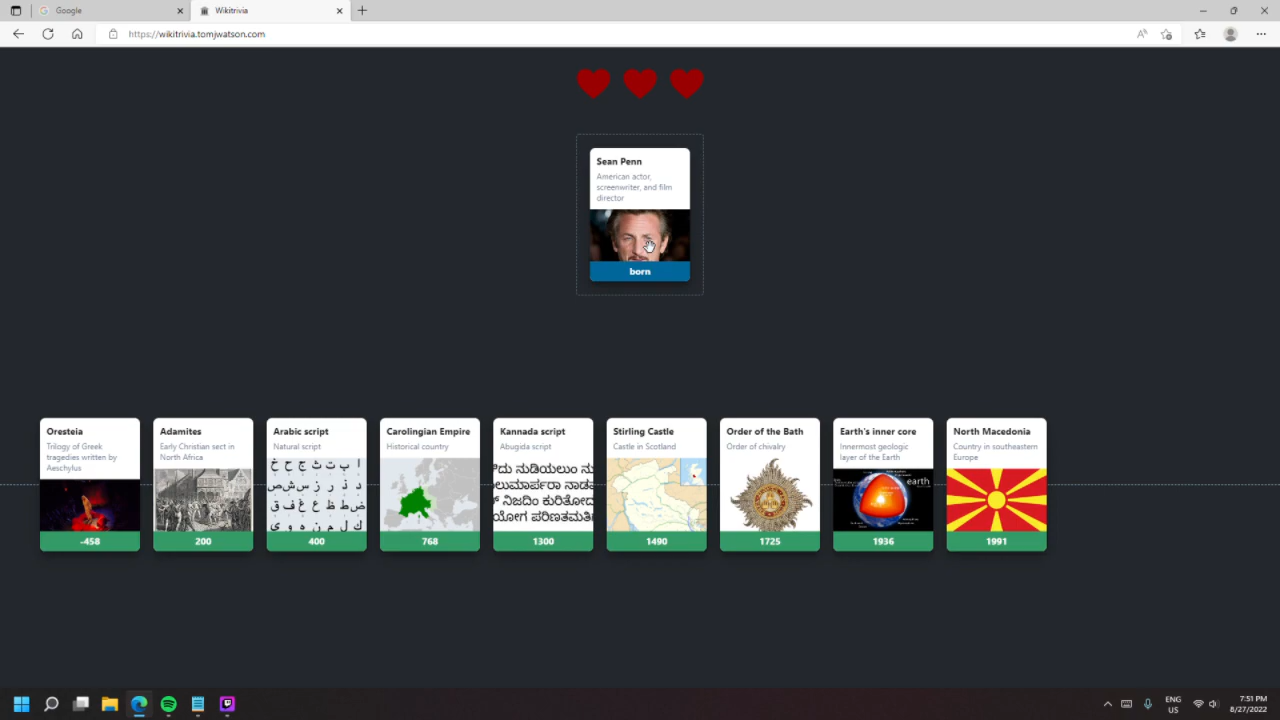 Google
Wikitrivia
https://wikitrivia.tomjwatson.com
Sean Penn
American actor,
screenwriter, and film
director
born
Oresteia
Trilogy of Greek
tragedies written by
Aeschylus
-458
Adamites
Early Christian sect in
North Africa
200
Arabic script
Natural script
400
Carolingian Empire
Historical country
768
Kannada script
Abugida script
1300
Stirling Castle
Castle in Scotland
1490
Order of the Bath
Order of chivalry
1725
Earth's inner core
Innermost geologic
layer of the Earth
earth
1936
North Macedonia
Country in southeastern
Europe
1991
ENG
US
7:51 PM
8/27/2022